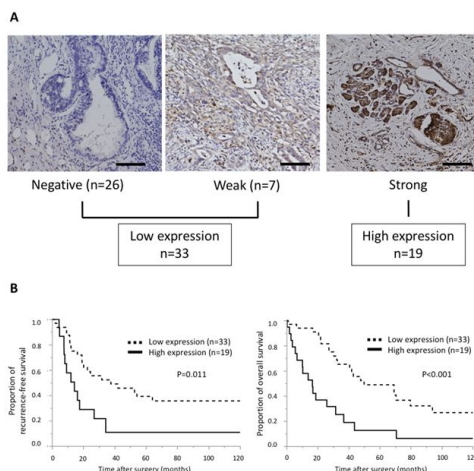 A
Negative (n=26)
Weak (n=7)
Strong
Low expression
n=33
High expression
n=19
B
Proportion of
recurrence-free survival
1.0
0.8
0.6
0.4
0.2
0.0
Low expression (n=33)
High expression (n=19)
P=0.011
0 20 40 60 80 100 120
Time after surgery (months)
Proportion of overall survival
1.0
0.8
0.6
0.4
0.2
0.0
Low expression (n=33)
High expression (n=19)
P<0.001
0 20 40 60 80 100 120
Time after surgery (months)